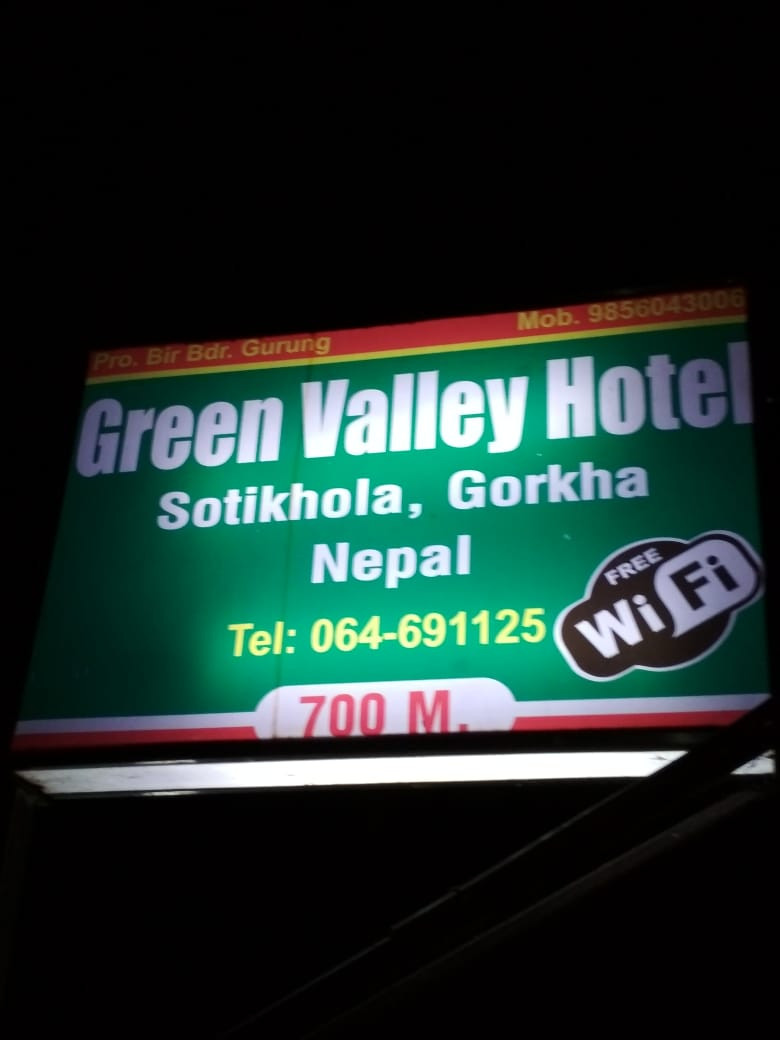 Pro. Bir Bdr. Gurung
Mob. 9856043006
Green Valley Hotel
Sotikhola, Gorkha
Nepal
FREE
WiFi
Tel: 064-691125
700 M.